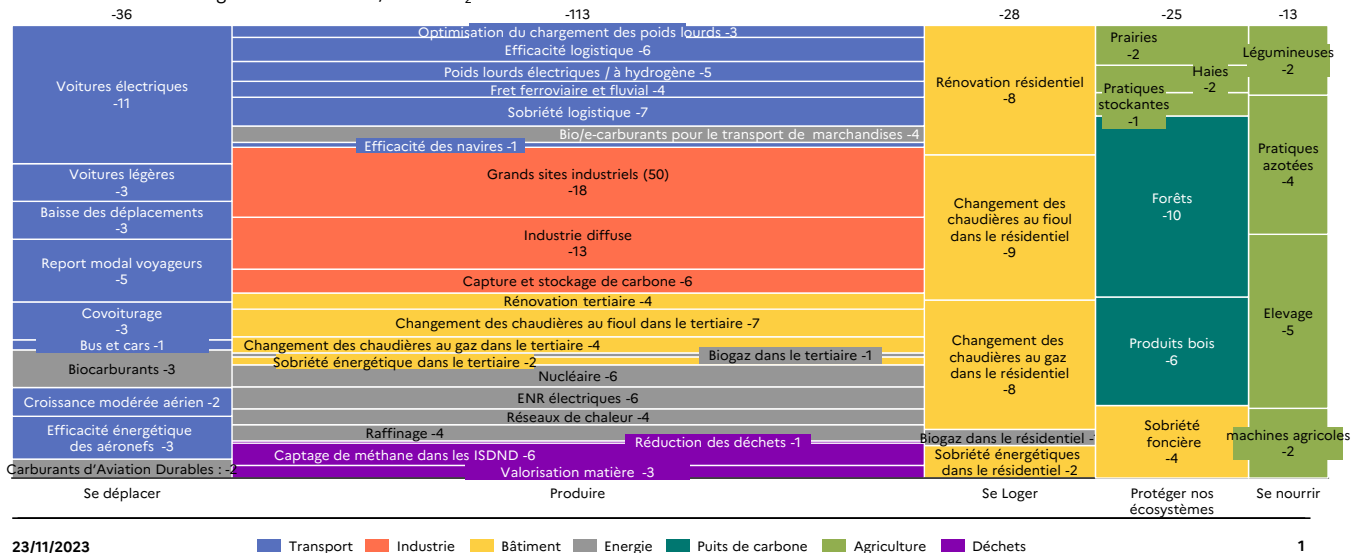 -36
-113
-28
-25
-13
Voitures électriques
-11
Voitures légères
-3
Baisse des déplacements
-3
Report modal voyageurs
-5
Covoiturage
-3
Bus et cars -1
Biocarburants -3
Croissance modérée aérien -2
Efficacité énergétique
des aéronefs -3
Carburants d'Aviation Durables : -2
Optimisation du chargement des poids lourds -3
Efficacité logistique -6
Poids lourds électriques / à hydrogène -5
Fret ferroviaire et fluvial -4
Sobriété logistique -7
Bio/e-carburants pour le transport de marchandises -4
Efficacité des navires -1
Grands sites industriels (50)
-18
Industrie diffuse
-13
Capture et stockage de carbone -6
Rénovation tertiaire -4
Changement des chaudières au fioul dans le tertiaire -7
Changement des chaudières au gaz dans le tertiaire -4
Biogaz dans le tertiaire -1
Sobriété énergétique dans le tertiaire -2
Nucléaire -6
ENR électriques -6
Réseaux de chaleur -4
Raffinage -4
Réduction des déchets -1
Captage de méthane dans les ISDND -6
Valorisation matière -3
Rénovation résidentiel
-8
Changement des
chaudières au fioul
dans le résidentiel
-9
Changement des
chaudières au gaz
dans le résidentiel
-8
Biogaz dans le résidentiel
Sobriété énergétiques
dans le résidentiel -2
Prairies
-2
Haies
-2
Pratiques
stockantes
-1
Forêts
-10
Produits bois
-6
Sobriété
foncière
-4
Légumineuses
-2
Pratiques
azotées
-4
Elevage
-5
machines agricoles
-2
Se déplacer
Produire
Se Loger
Protéger nos
écosystèmes
Se nourrir
23/11/2023
Transport
Industrie
Bâtiment
Energie
Puits de carbone
Agriculture
Déchets
1